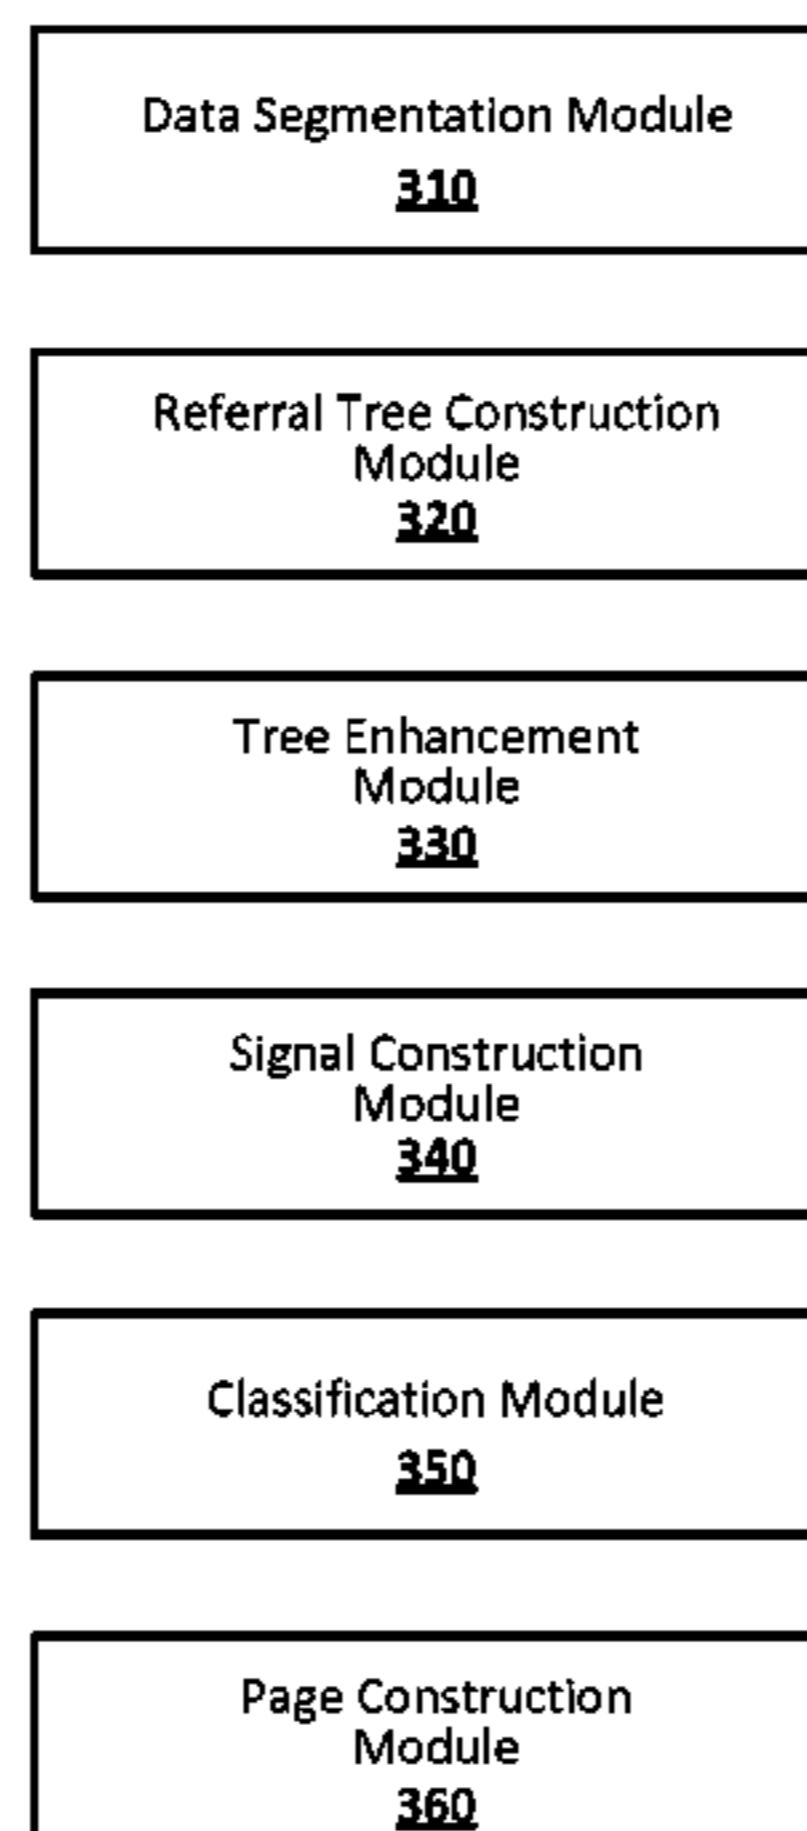 Data Segmentation Module
310
Referral Tree Construction
Module
320
Tree Enhancement
Module
330
Signal Construction
Module
340
Classification Module
350
Page Construction
Module
360